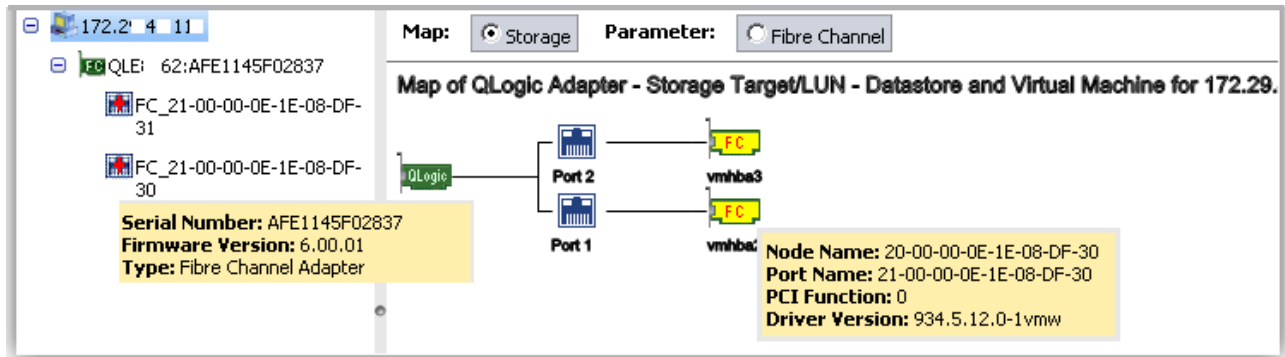 172.2 4 11
FC QLE 62:AFE1145F02837
FC_21-00-00-0E-1E-08-DF-
31
FC_21-00-00-0E-1E-08-DF-
30
Serial Number: AFE1145F02837
Firmware Version: 6.00.01
Type: Fibre Channel Adapter
Map: Storage Parameter: Fibre Channel
Map of QLogic Adapter - Storage Target/LUN - Datastore and Virtual Machine for 172.29.
QLogic
Port 2
FC
vmhba3
Port 1
FC
Node Name: 20-00-00-0E-1E-08-DF-30
Port Name: 21-00-00-0E-1E-08-DF-30
PCI Function: 0
Driver Version: 934.5.12.0-1vmw